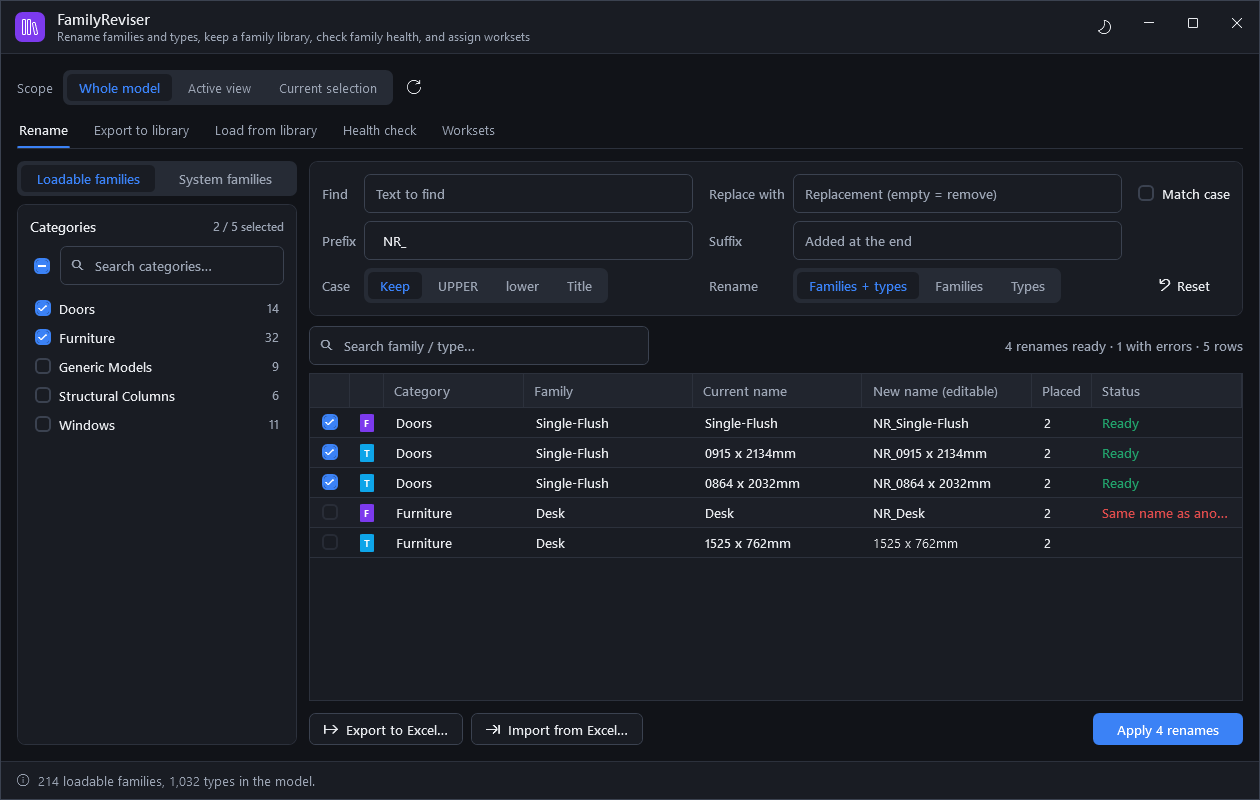 FamilyReviser
Rename families and types, keep a family library, check family health, and assign worksets
Scope Whole model Active view Current selection
Rename Export to library Load from library Health check Worksets
Loadable families System families
Categories 2 / 5 selected
Search categories...
Doors 14
Furniture 32
Generic Models 9
Structural Columns 6
Windows 11
Find Text to find Replace with Replacement (empty = remove) Match case
Prefix NR_ Suffix Added at the end
Case Keep UPPER lower Title Rename Families + types Families Types Reset
Search family / type... 4 renames ready · 1 with errors · 5 rows
Category Family Current name New name (editable) Placed Status
F Doors Single-Flush Single-Flush NR_Single-Flush 2 Ready
T Doors Single-Flush 0915 x 2134mm NR_0915 x 2134mm 2 Ready
T Doors Single-Flush 0864 x 2032mm NR_0864 x 2032mm 2 Ready
F Furniture Desk Desk NR_Desk 2 Same name as ano...
T Furniture Desk 1525 x 762mm 1525 x 762mm 2
Export to Excel... Import from Excel... Apply 4 renames
214 loadable families, 1,032 types in the model.